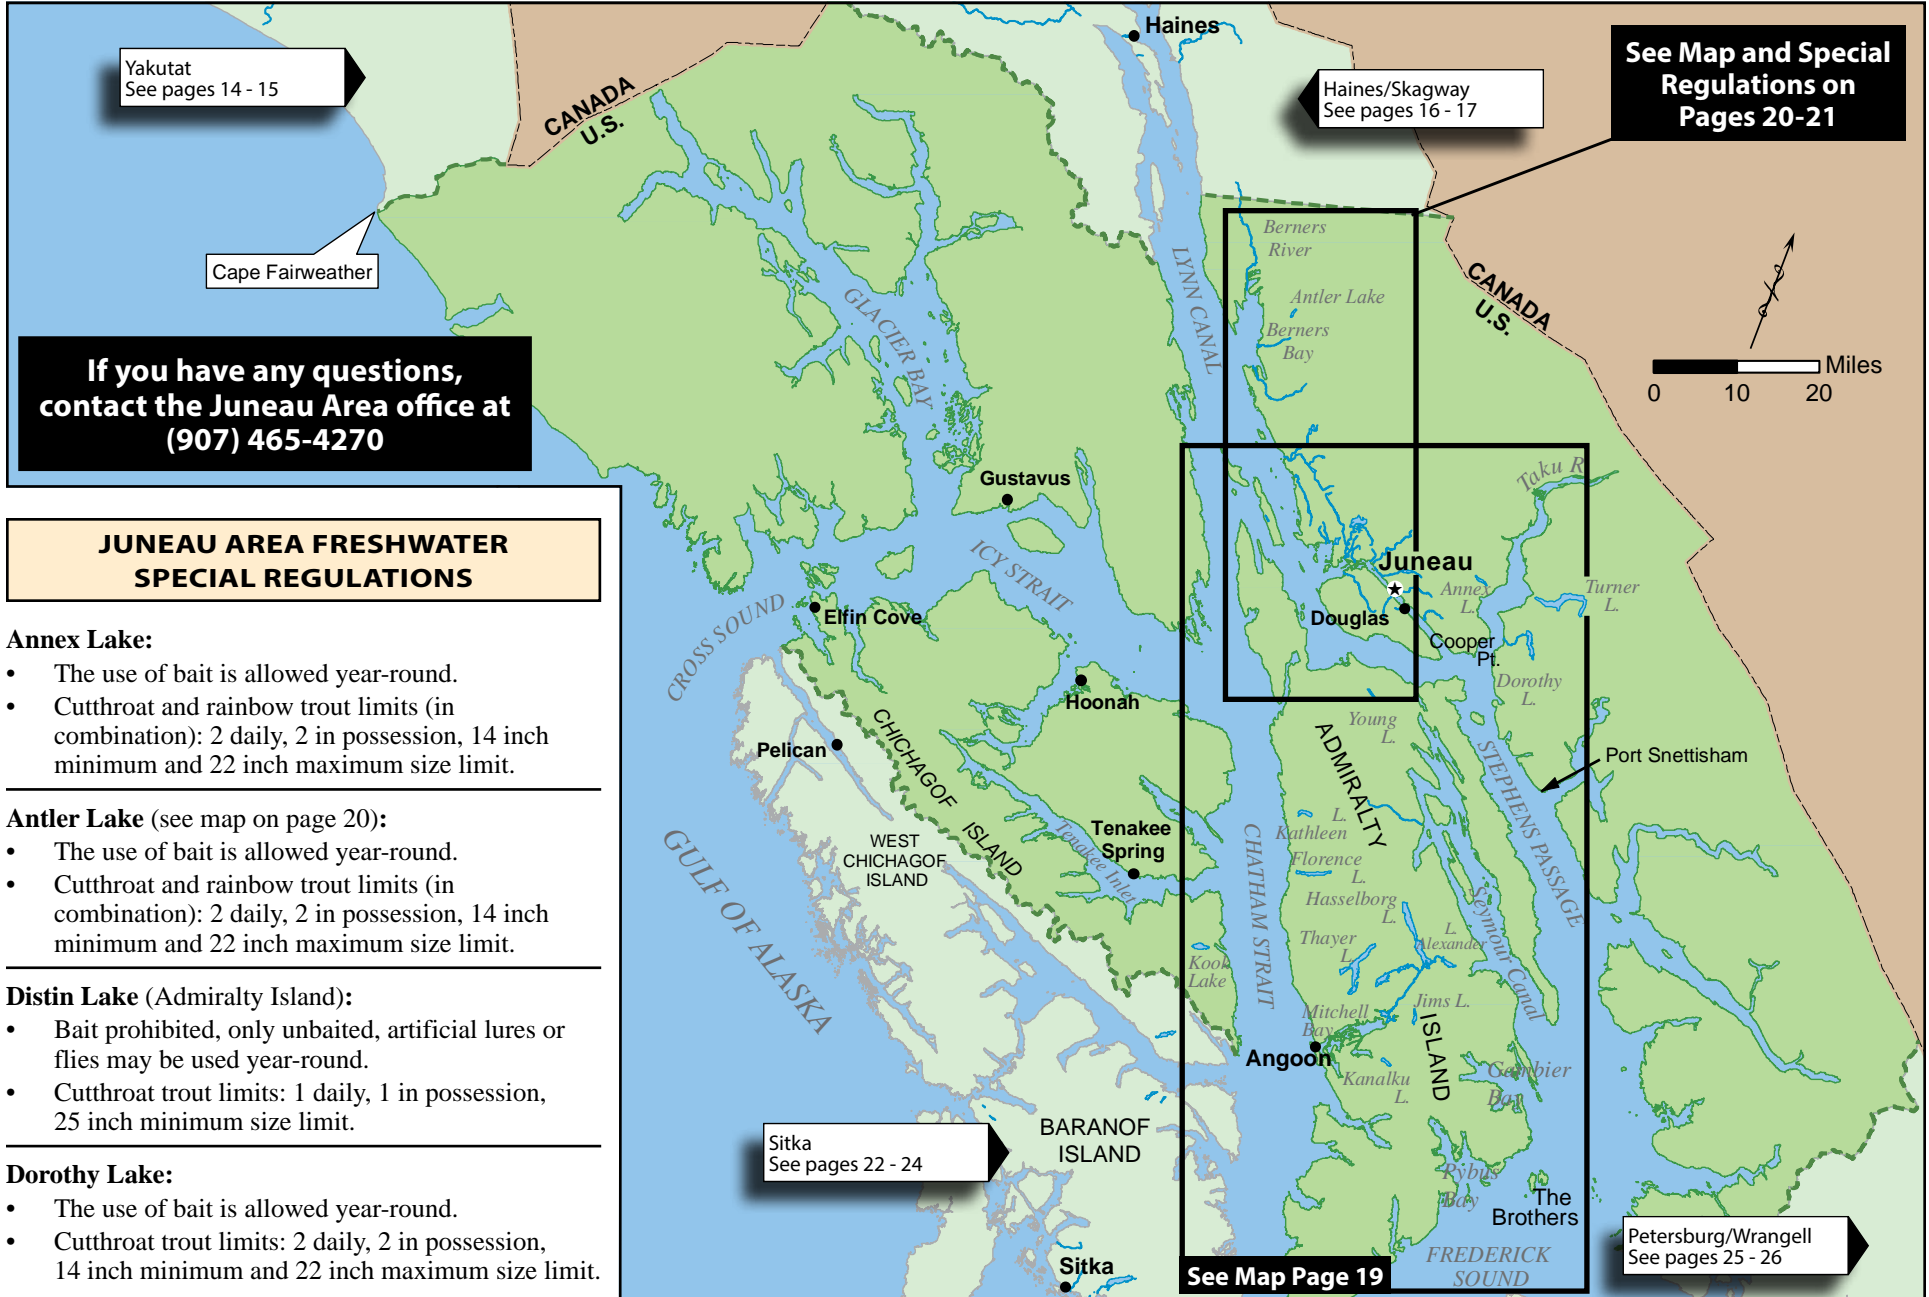 Yakutat
See pages 14 - 15
CANADA
U.S.
Haines
Haines/Skagway
See pages 16 - 17
See Map and Special
Regulations on
Pages 20-21
Cape Fairweather
If you have any questions,
contact the Juneau Area office at
(907) 465-4270
GLACIER BAY
LYNN CANAL
Berners
River
Antler Lake
Berners
Bay
CANADA
U.S.
Miles
0 10 20
Gustavus
ICY STRAIT
CROSS SOUND
Elfin Cove
Hoonah
Pelican
CHICHAGOF
ISLAND
WEST
CHICHAGOF
ISLAND
Tenakee
Spring
Tenakee Inlet
GULF OF ALASKA
Taku R
Juneau
Douglas
Annex
L.
Turner
L.
Cooper
Pt.
Dorothy
L.
Young
L.
ADMIRALTY
ISLAND
STEPHENS PASSAGE
Port Snettisham
L.
Kathleen
Florence
L.
Hasselborg
L.
L.
Alexander
Thayer
L.
Seymour Canal
CHATHAM STRAIT
Kook
Lake
Mitchell
Bay
Jims L.
Angoon
Kanalku
L.
Gambier
Bay
Pybus
Bay
The
Brothers
FREDERICK
SOUND
BARANOF
ISLAND
Sitka
See pages 22 - 24
Sitka
See Map Page 19
Petersburg/Wrangell
See pages 25 - 26
JUNEAU AREA FRESHWATER
SPECIAL REGULATIONS
Annex Lake:
• The use of bait is allowed year-round.
• Cutthroat and rainbow trout limits (in
combination): 2 daily, 2 in possession, 14 inch
minimum and 22 inch maximum size limit.
Antler Lake (see map on page 20):
• The use of bait is allowed year-round.
• Cutthroat and rainbow trout limits (in
combination): 2 daily, 2 in possession, 14 inch
minimum and 22 inch maximum size limit.
Distin Lake (Admiralty Island):
• Bait prohibited, only unbaited, artificial lures or
flies may be used year-round.
• Cutthroat trout limits: 1 daily, 1 in possession,
25 inch minimum size limit.
Dorothy Lake:
• The use of bait is allowed year-round.
• Cutthroat trout limits: 2 daily, 2 in possession,
14 inch minimum and 22 inch maximum size limit.